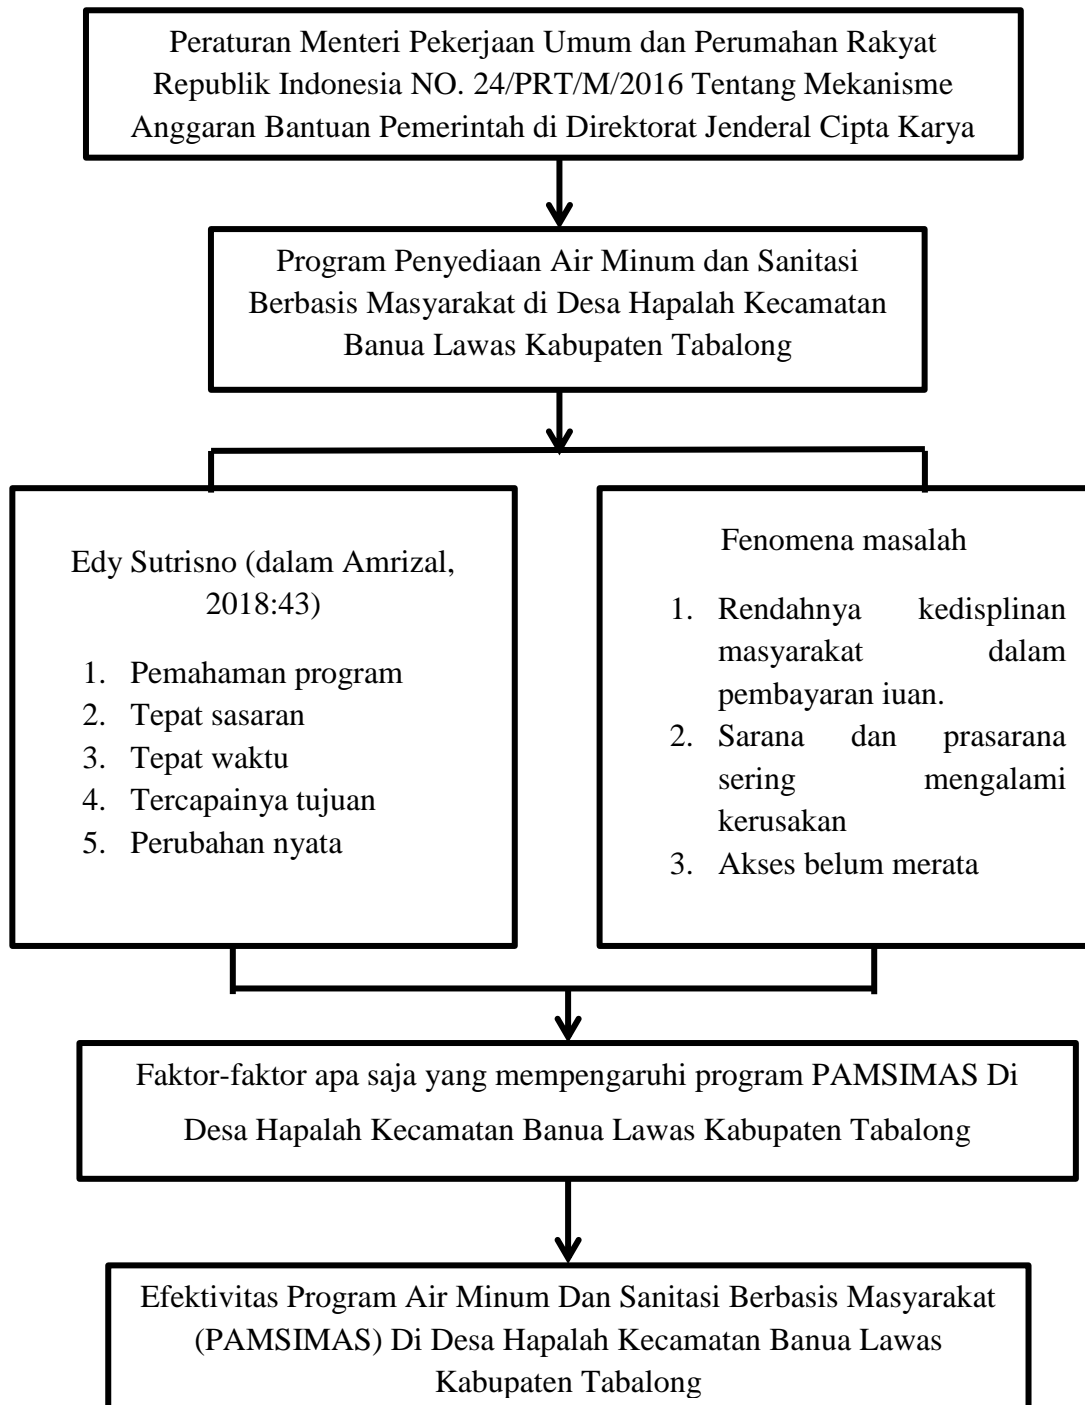 Peraturan Menteri Pekerjaan Umum dan Perumahan Rakyat
Republik Indonesia NO. 24/PRT/M/2016 Tentang Mekanisme
Anggaran Bantuan Pemerintah di Direktorat Jenderal Cipta Karya
Program Penyediaan Air Minum dan Sanitasi
Berbasis Masyarakat di Desa Hapalah Kecamatan
Banua Lawas Kabupaten Tabalong
Edy Sutrisno (dalam Amrizal,
2018:43)
1. Pemahaman program
2. Tepat sasaran
3. Tepat waktu
4. Tercapainya tujuan
5. Perubahan nyata
Fenomena masalah
1. Rendahnya kedisplinan
masyarakat dalam
pembayaran iuan.
2. Sarana dan prasarana
sering mengalami
kerusakan
3. Akses belum merata
Faktor-faktor apa saja yang mempengaruhi program PAMSIMAS Di
Desa Hapalah Kecamatan Banua Lawas Kabupaten Tabalong
Efektivitas Program Air Minum Dan Sanitasi Berbasis Masyarakat
(PAMSIMAS) Di Desa Hapalah Kecamatan Banua Lawas
Kabupaten Tabalong